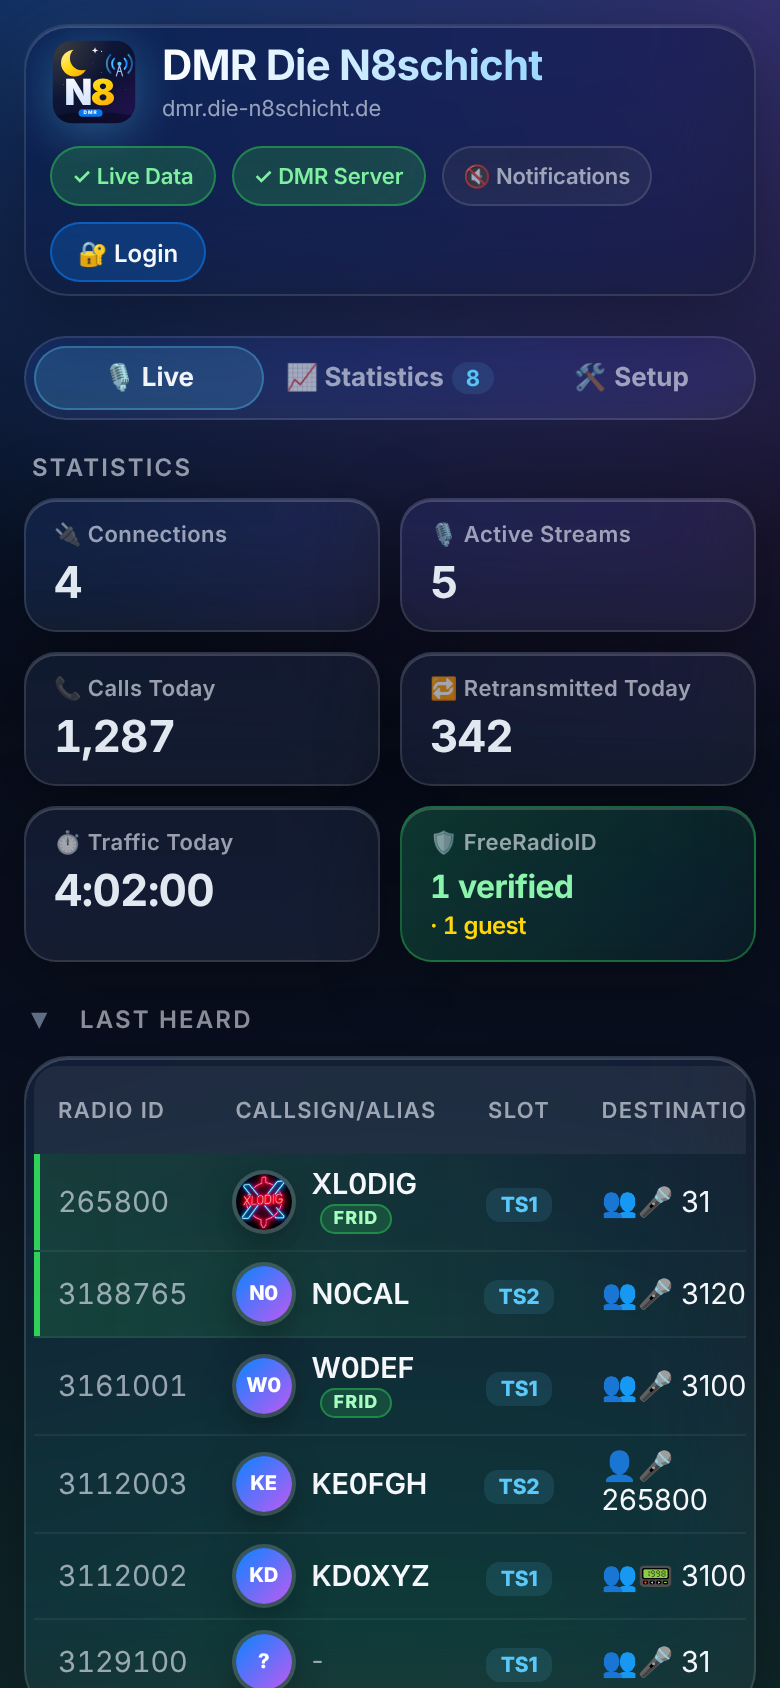 N8
DMR
DMR Die N8schicht
dmr.die-n8schicht.de
✓ Live Data
✓ DMR Server
🔇 Notifications
🔐 Login
🎙️ Live
📈 Statistics 8
🛠️ Setup
STATISTICS
🔌 Connections
4
🎙️ Active Streams
5
📞 Calls Today
1,287
🔁 Retransmitted Today
342
⏱️ Traffic Today
4:02:00
🛡️ FreeRadioID
1 verified
· 1 guest
▼ LAST HEARD
RADIO ID CALLSIGN/ALIAS SLOT DESTINATIO
265800 XL0DIG XL0DIG FRID TS1 👥🎤 31
3188765 N0 N0CAL TS2 👥🎤 3120
3161001 W0 W0DEF FRID TS1 👥🎤 3100
3112003 KE KE0FGH TS2 👤🎤 265800
3112002 KD KD0XYZ TS1 👥📟 3100
3129100 ? - TS1 👥🎤 31